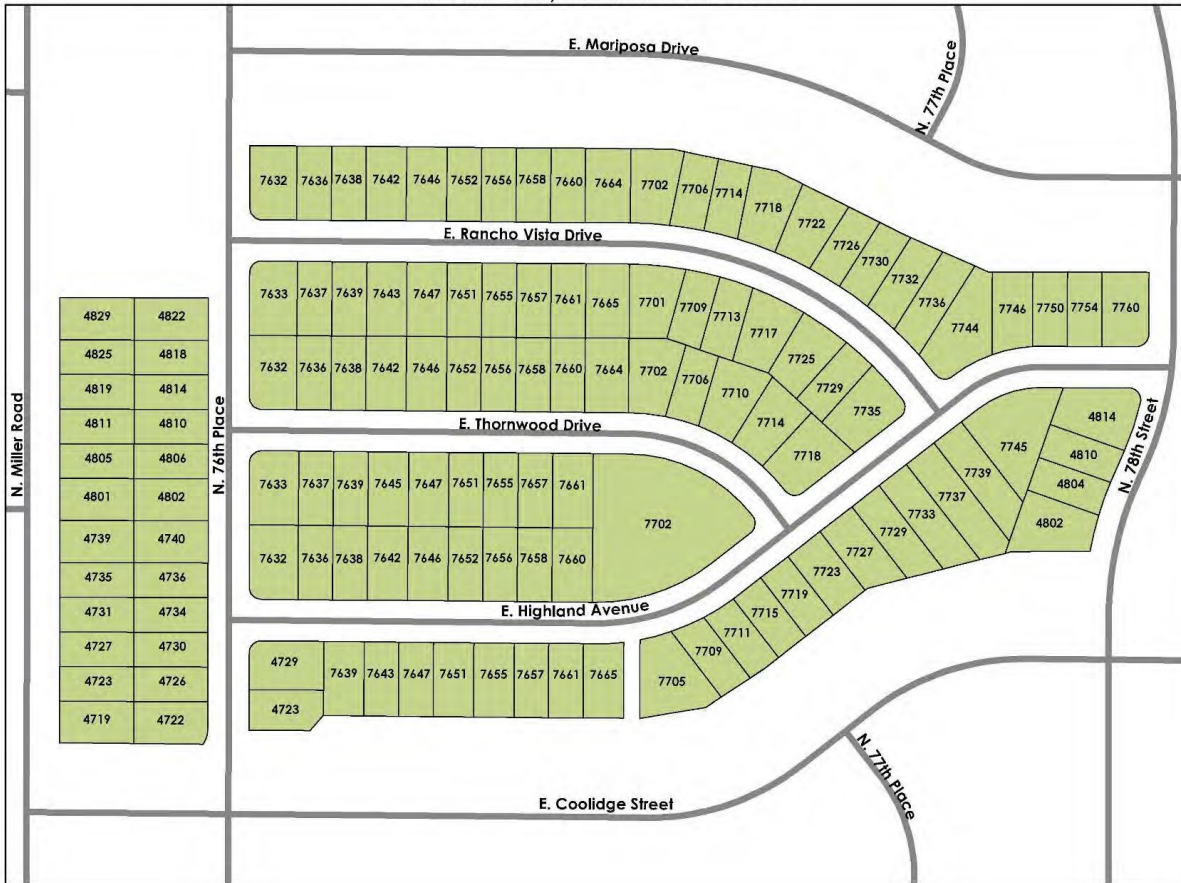 E. Mariposa Drive
N. 77th Place
7632 7636 7638 7642 7646 7652 7656 7658 7660 7664 7702 7706 7714 7718 7722 7726 7730 7732 7736 7744 7746 7750 7754 7760
E. Rancho Vista Drive
7633 7637 7639 7643 7647 7651 7655 7657 7661 7665 7701 7709 7713 7717 7725 7729 7735
7632 7636 7638 7642 7646 7652 7656 7658 7660 7664 7702 7706 7710 7714 7718
E. Thornwood Drive
7633 7637 7639 7645 7647 7651 7655 7657 7661 7702
7632 7636 7638 7642 7646 7652 7656 7658 7660
E. Highland Avenue
4729 7639 7643 7647 7651 7655 7657 7661 7665
4723
7705 7709 7711 7715 7719 7723 7727 7729 7733 7737 7739 7745
4814
4810
4804
4802
N. 78th Street
N. Miller Road
4829 4822
4825 4818
4819 4814
4811 4810
4805 4806
4801 4802
4739 4740
4735 4736
4731 4734
4727 4730
4723 4726
4719 4722
N. 76th Place
E. Coolidge Street
N. 77th Place